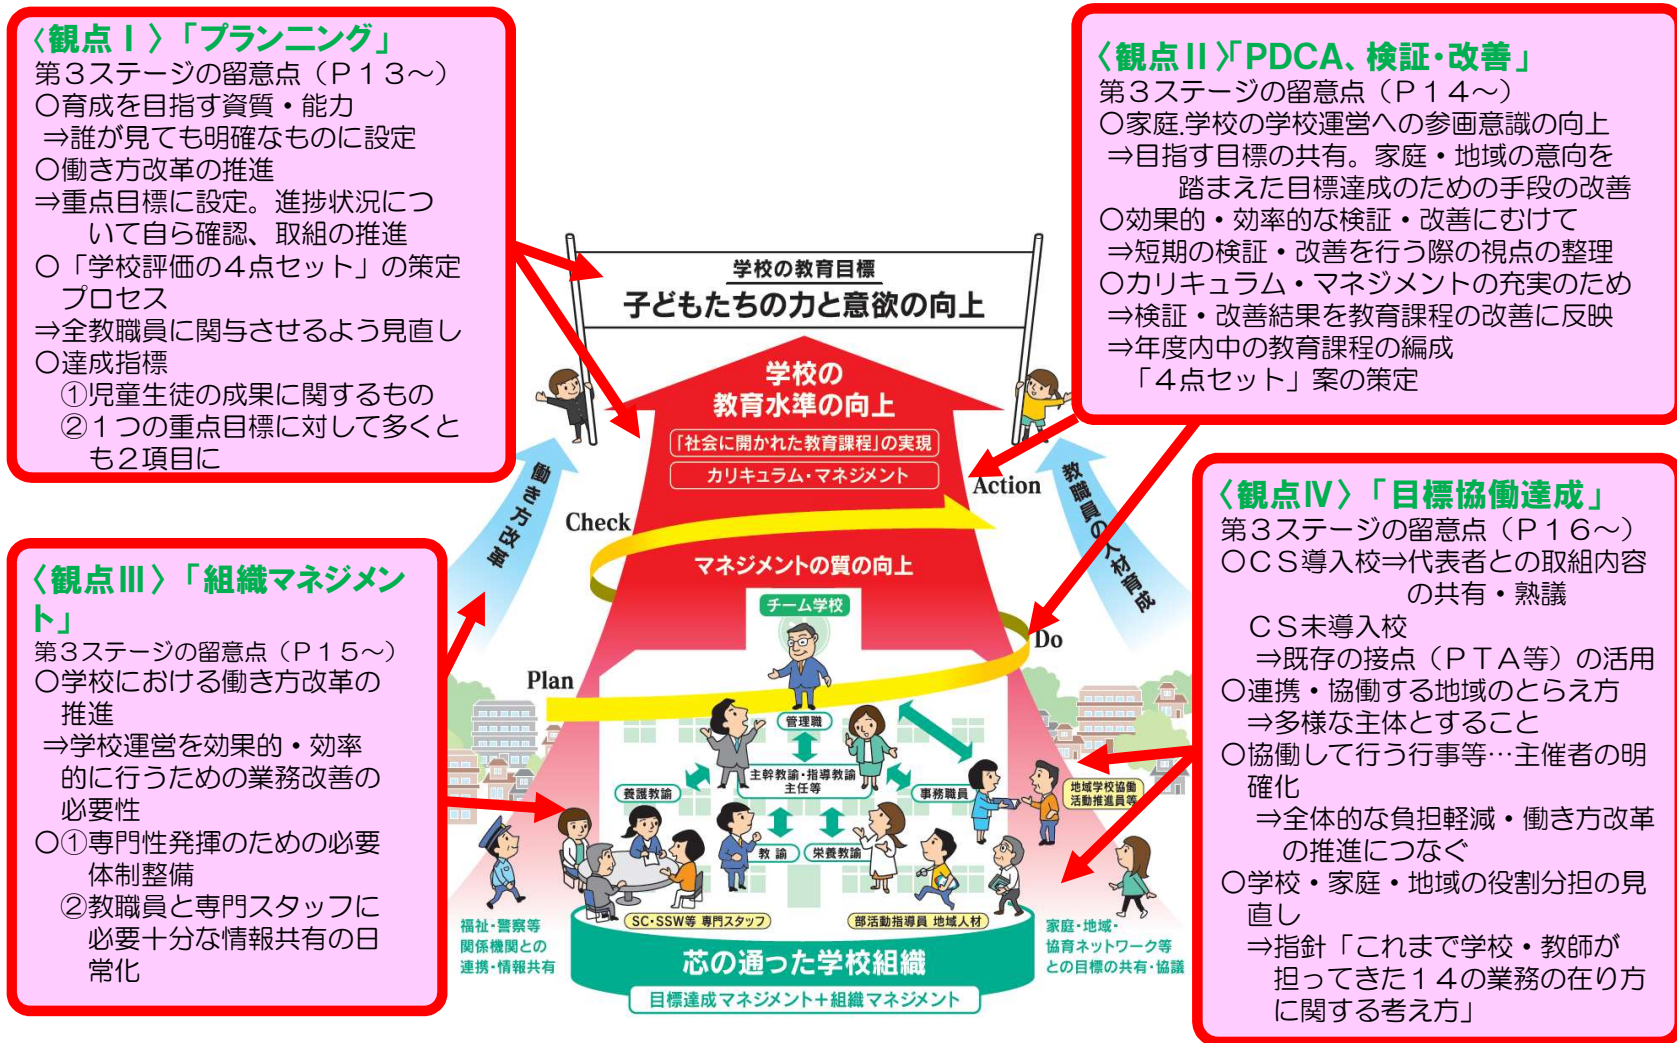 〈観点Ⅰ〉「プランニング」
第３ステージの留意点（Ｐ１３～）
〇育成を目指す資質・能力
⇒誰が見ても明確なものに設定
〇働き方改革の推進
⇒重点目標に設定。進捗状況につ
いて自ら確認、取組の推進
〇「学校評価の４点セット」の策定
プロセス
⇒全教職員に関与させるよう見直し
〇達成指標
①児童生徒の成果に関するもの
②１つの重点目標に対して多くと
も２項目に
〈観点Ⅱ〉「PDCA、検証・改善」
第３ステージの留意点（Ｐ１４～）
〇家庭.学校の学校運営への参画意識の向上
⇒目指す目標の共有。家庭・地域の意向を
踏まえた目標達成のための手段の改善
〇効果的・効率的な検証・改善にむけて
⇒短期の検証・改善を行う際の視点の整理
〇カリキュラム・マネジメントの充実のため
⇒検証・改善結果を教育課程の改善に反映
⇒年度内中の教育課程の編成
「４点セット」案の策定
〈観点Ⅲ〉「組織マネジメン
ト」
第３ステージの留意点（Ｐ１５～）
〇学校における働き方改革の
推進
⇒学校運営を効果的・効率
的に行うための業務改善の
必要性
〇①専門性発揮のための必要
体制整備
②教職員と専門スタッフに
必要十分な情報共有の日
常化
〈観点Ⅳ〉「目標協働達成」
第３ステージの留意点（Ｐ１６～）
〇ＣＳ導入校⇒代表者との取組内容
の共有・熟議
ＣＳ未導入校
⇒既存の接点（ＰＴＡ等）の活用
〇連携・協働する地域のとらえ方
⇒多様な主体とすること
〇協働して行う行事等…主催者の明
確化
⇒全体的な負担軽減・働き方改革
の推進につなぐ
〇学校・家庭・地域の役割分担の見
直し
⇒指針「これまで学校・教師が
担ってきた１４の業務の在り方
に関する考え方」
学校の教育目標
子どもたちの力と意欲の向上
学校の
教育水準の向上
「社会に開かれた教育課程」の実現
カリキュラム・マネジメント
働き方改革
教職員の人材育成
Action
Check
マネジメントの質の向上
チーム学校
Do
Plan
管理職
主幹教諭・指導教諭
主任等
養護教諭
事務職員
地域学校協働
活動推進員等
教諭
栄養教諭
SC・SSW等 専門スタッフ
部活動指導員 地域人材
福祉・警察等
関係機関との
連携・情報共有
家庭・地域・
協育ネットワーク等
との目標の共有・協議
芯の通った学校組織
目標達成マネジメント＋組織マネジメント